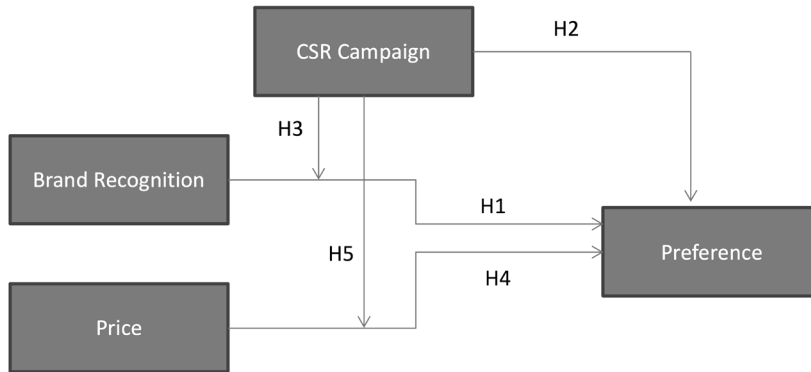 CSR Campaign
H2
H3
Brand Recognition
H1
H5
Preference
H4
Price